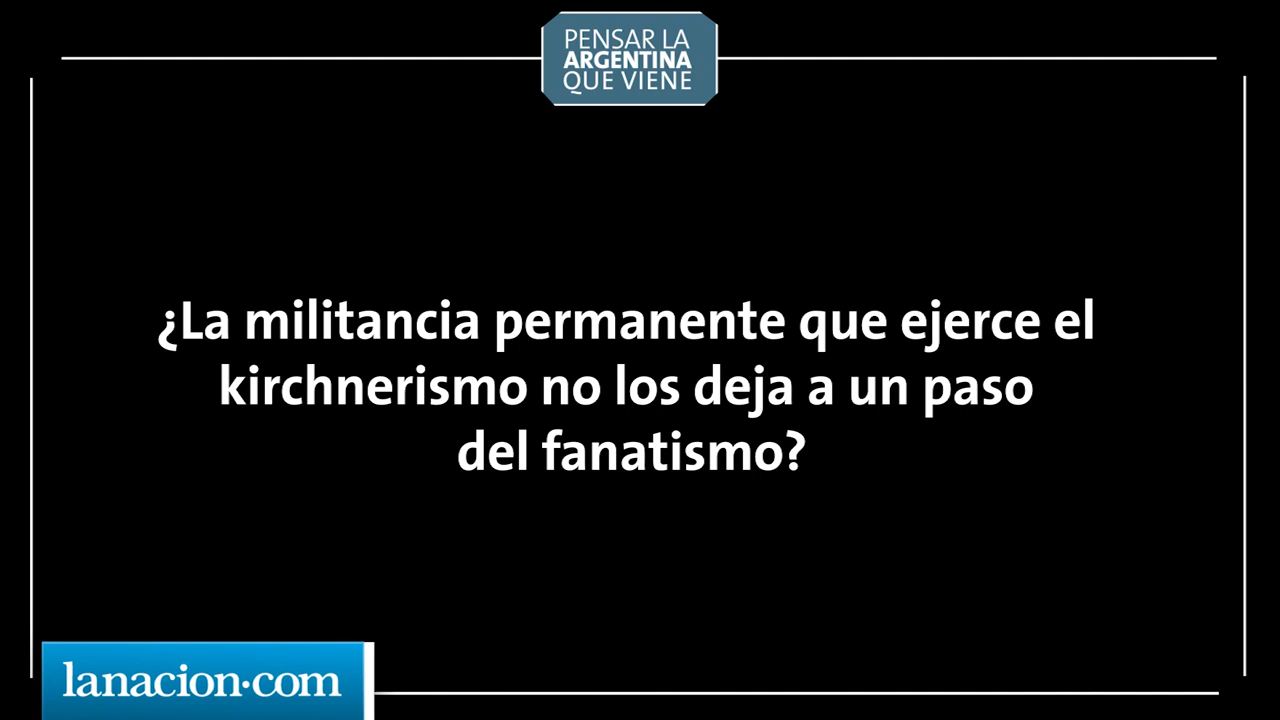 PENSAR LA
ARGENTINA
QUE VIENE
¿La militancia permanente que ejerce el
kirchnerismo no los deja a un paso
del fanatismo?
lanacion·com